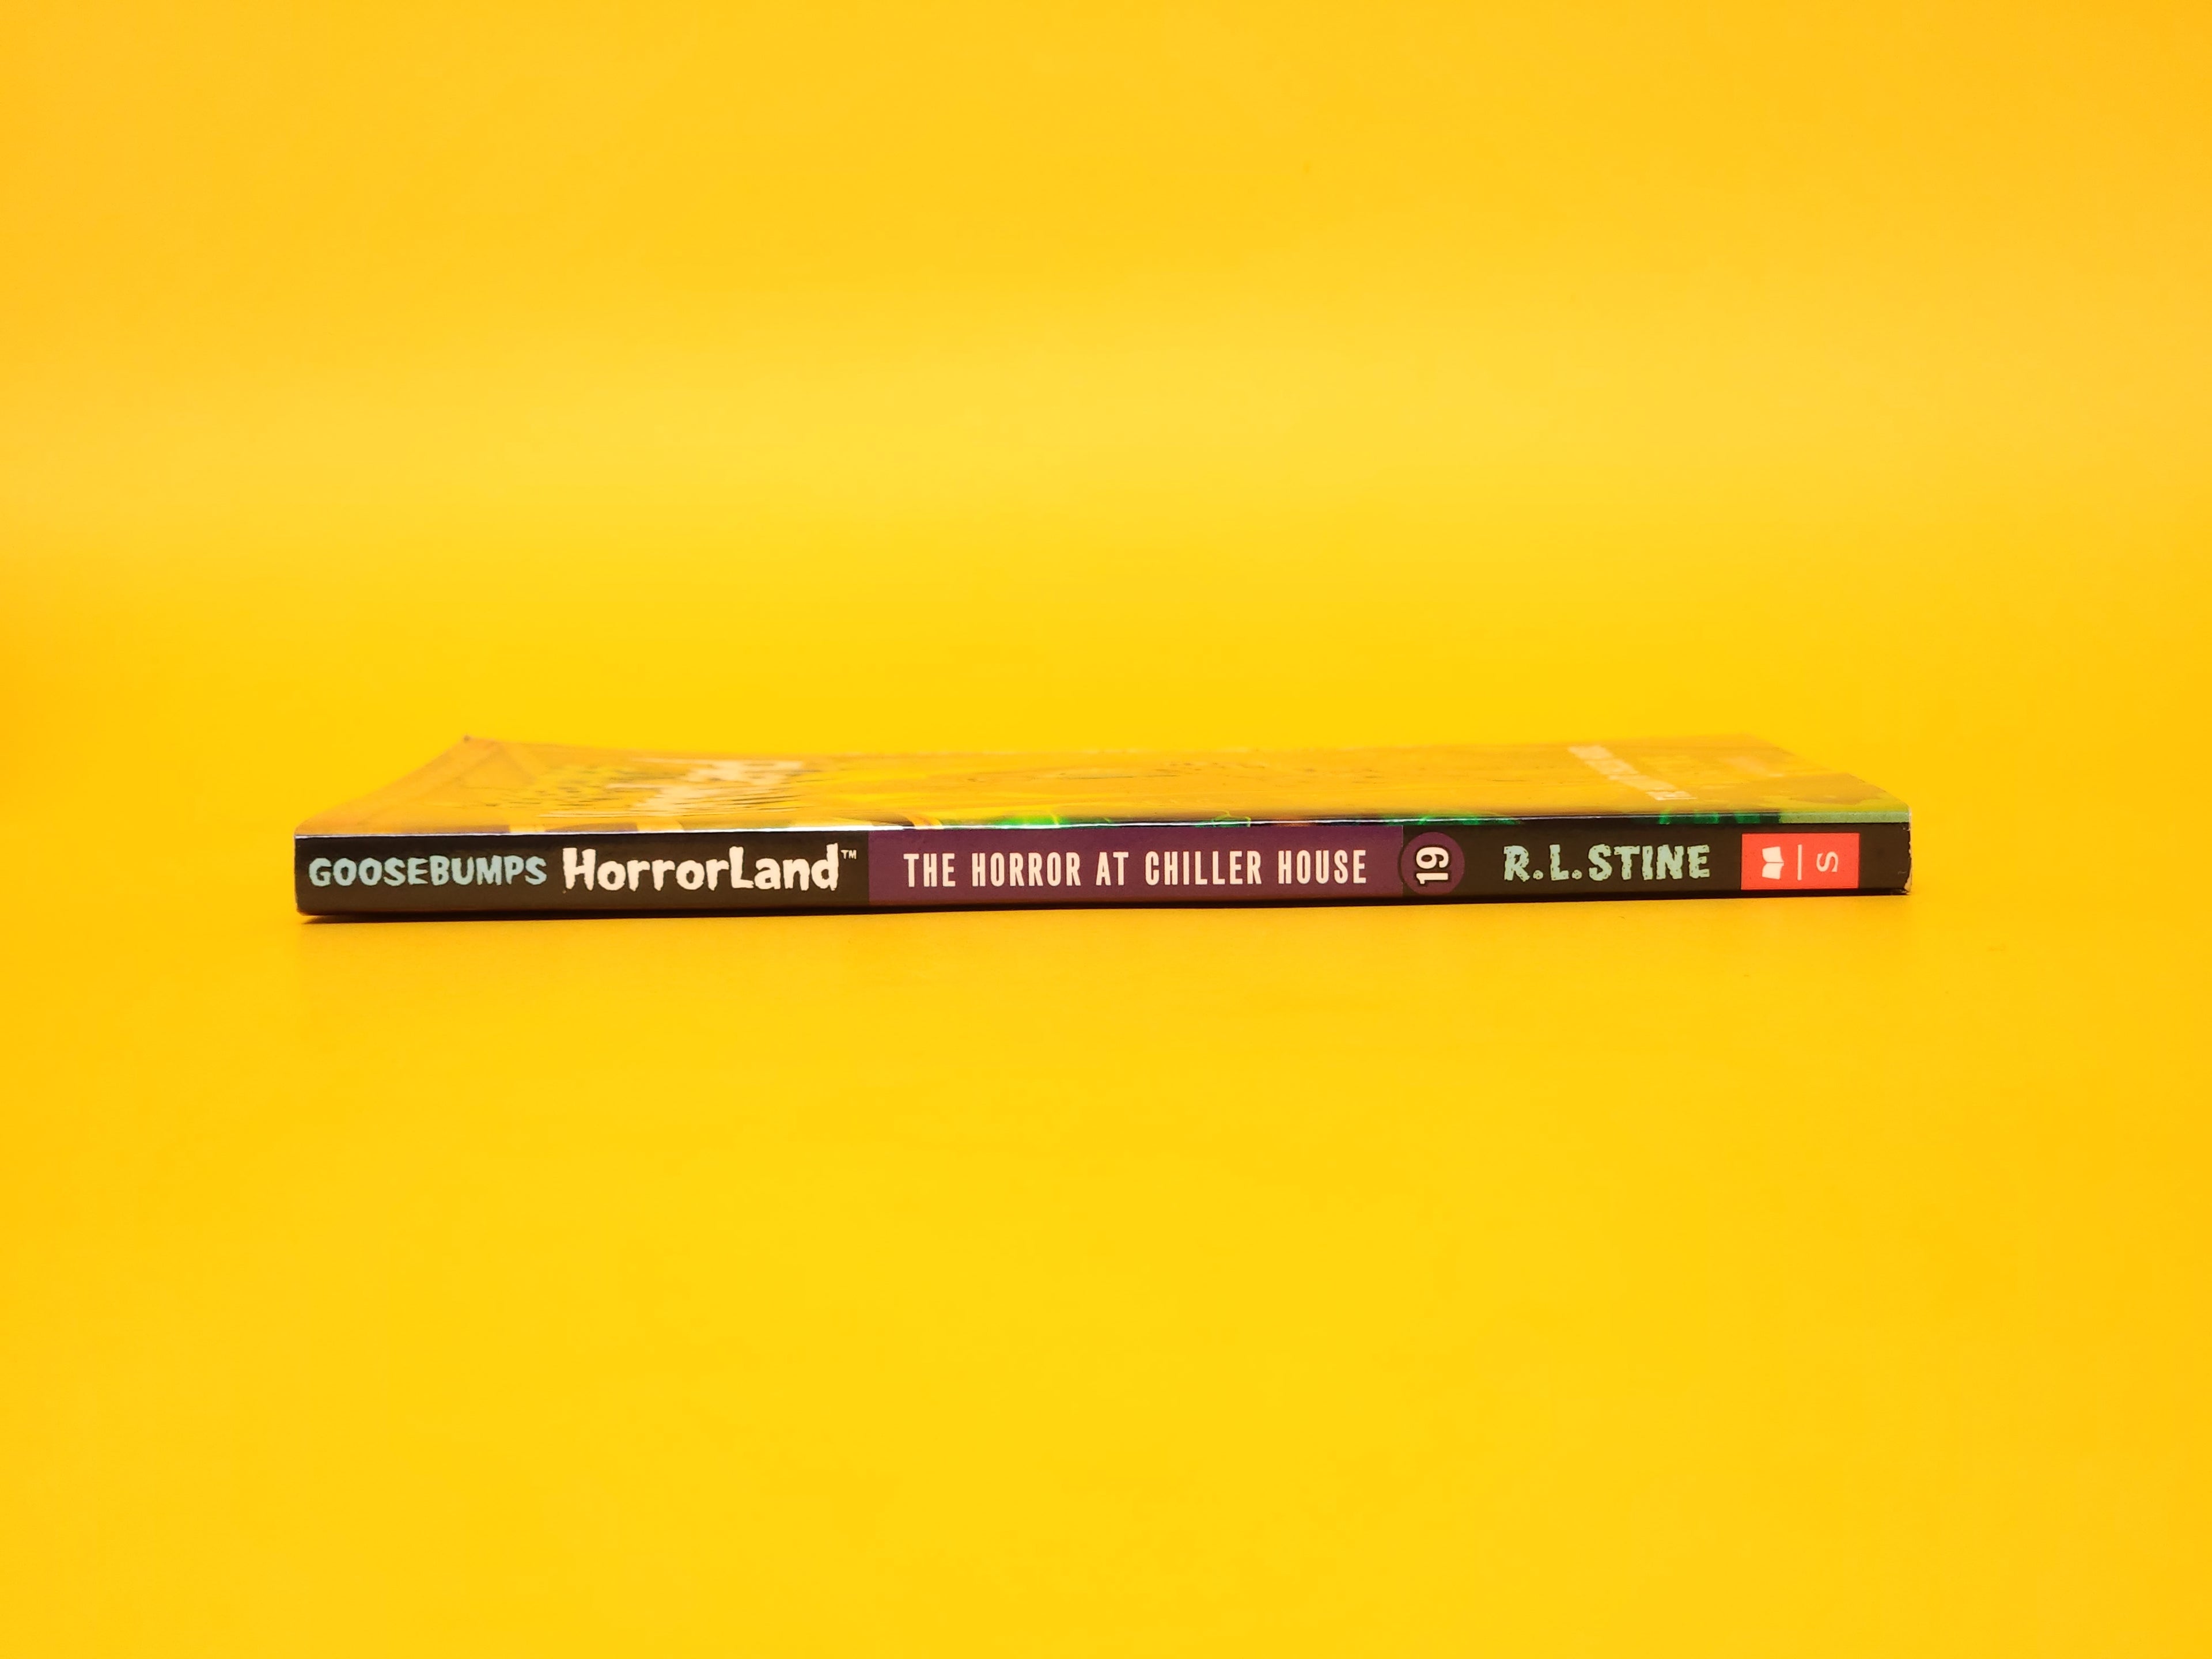 GOOSEBUMPS HorrorLand™ THE HORROR AT CHILLER HOUSE 19 R.L. STINE S